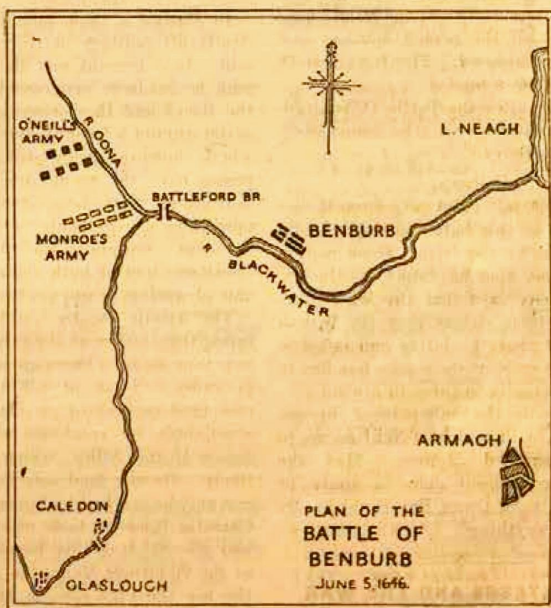 R. OONA
O'NEILL'S
ARMY
L. NEAGH
BATTLEFORD BR.
MONROE'S
ARMY
BENBURB
R. BLACKWATER
ARMAGH
CALEDON
GLASLOUGH
PLAN OF THE
BATTLE OF
BENBURB
JUNE 5, 1646.